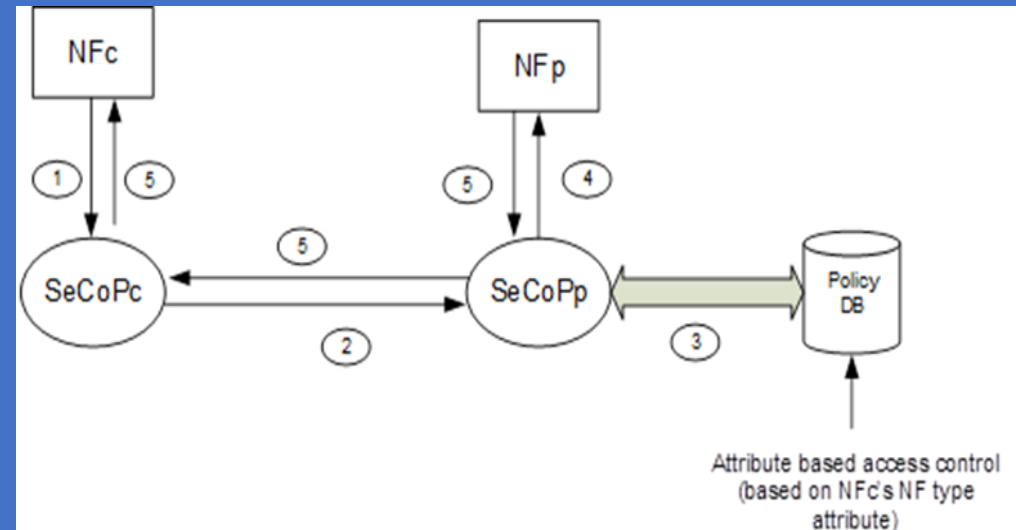 NFc
NFp
1
5
5
4
5
SeCoPc
SeCoPp
Policy
DB
2
3
Attribute based access control
(based on NFc's NF type
attribute)